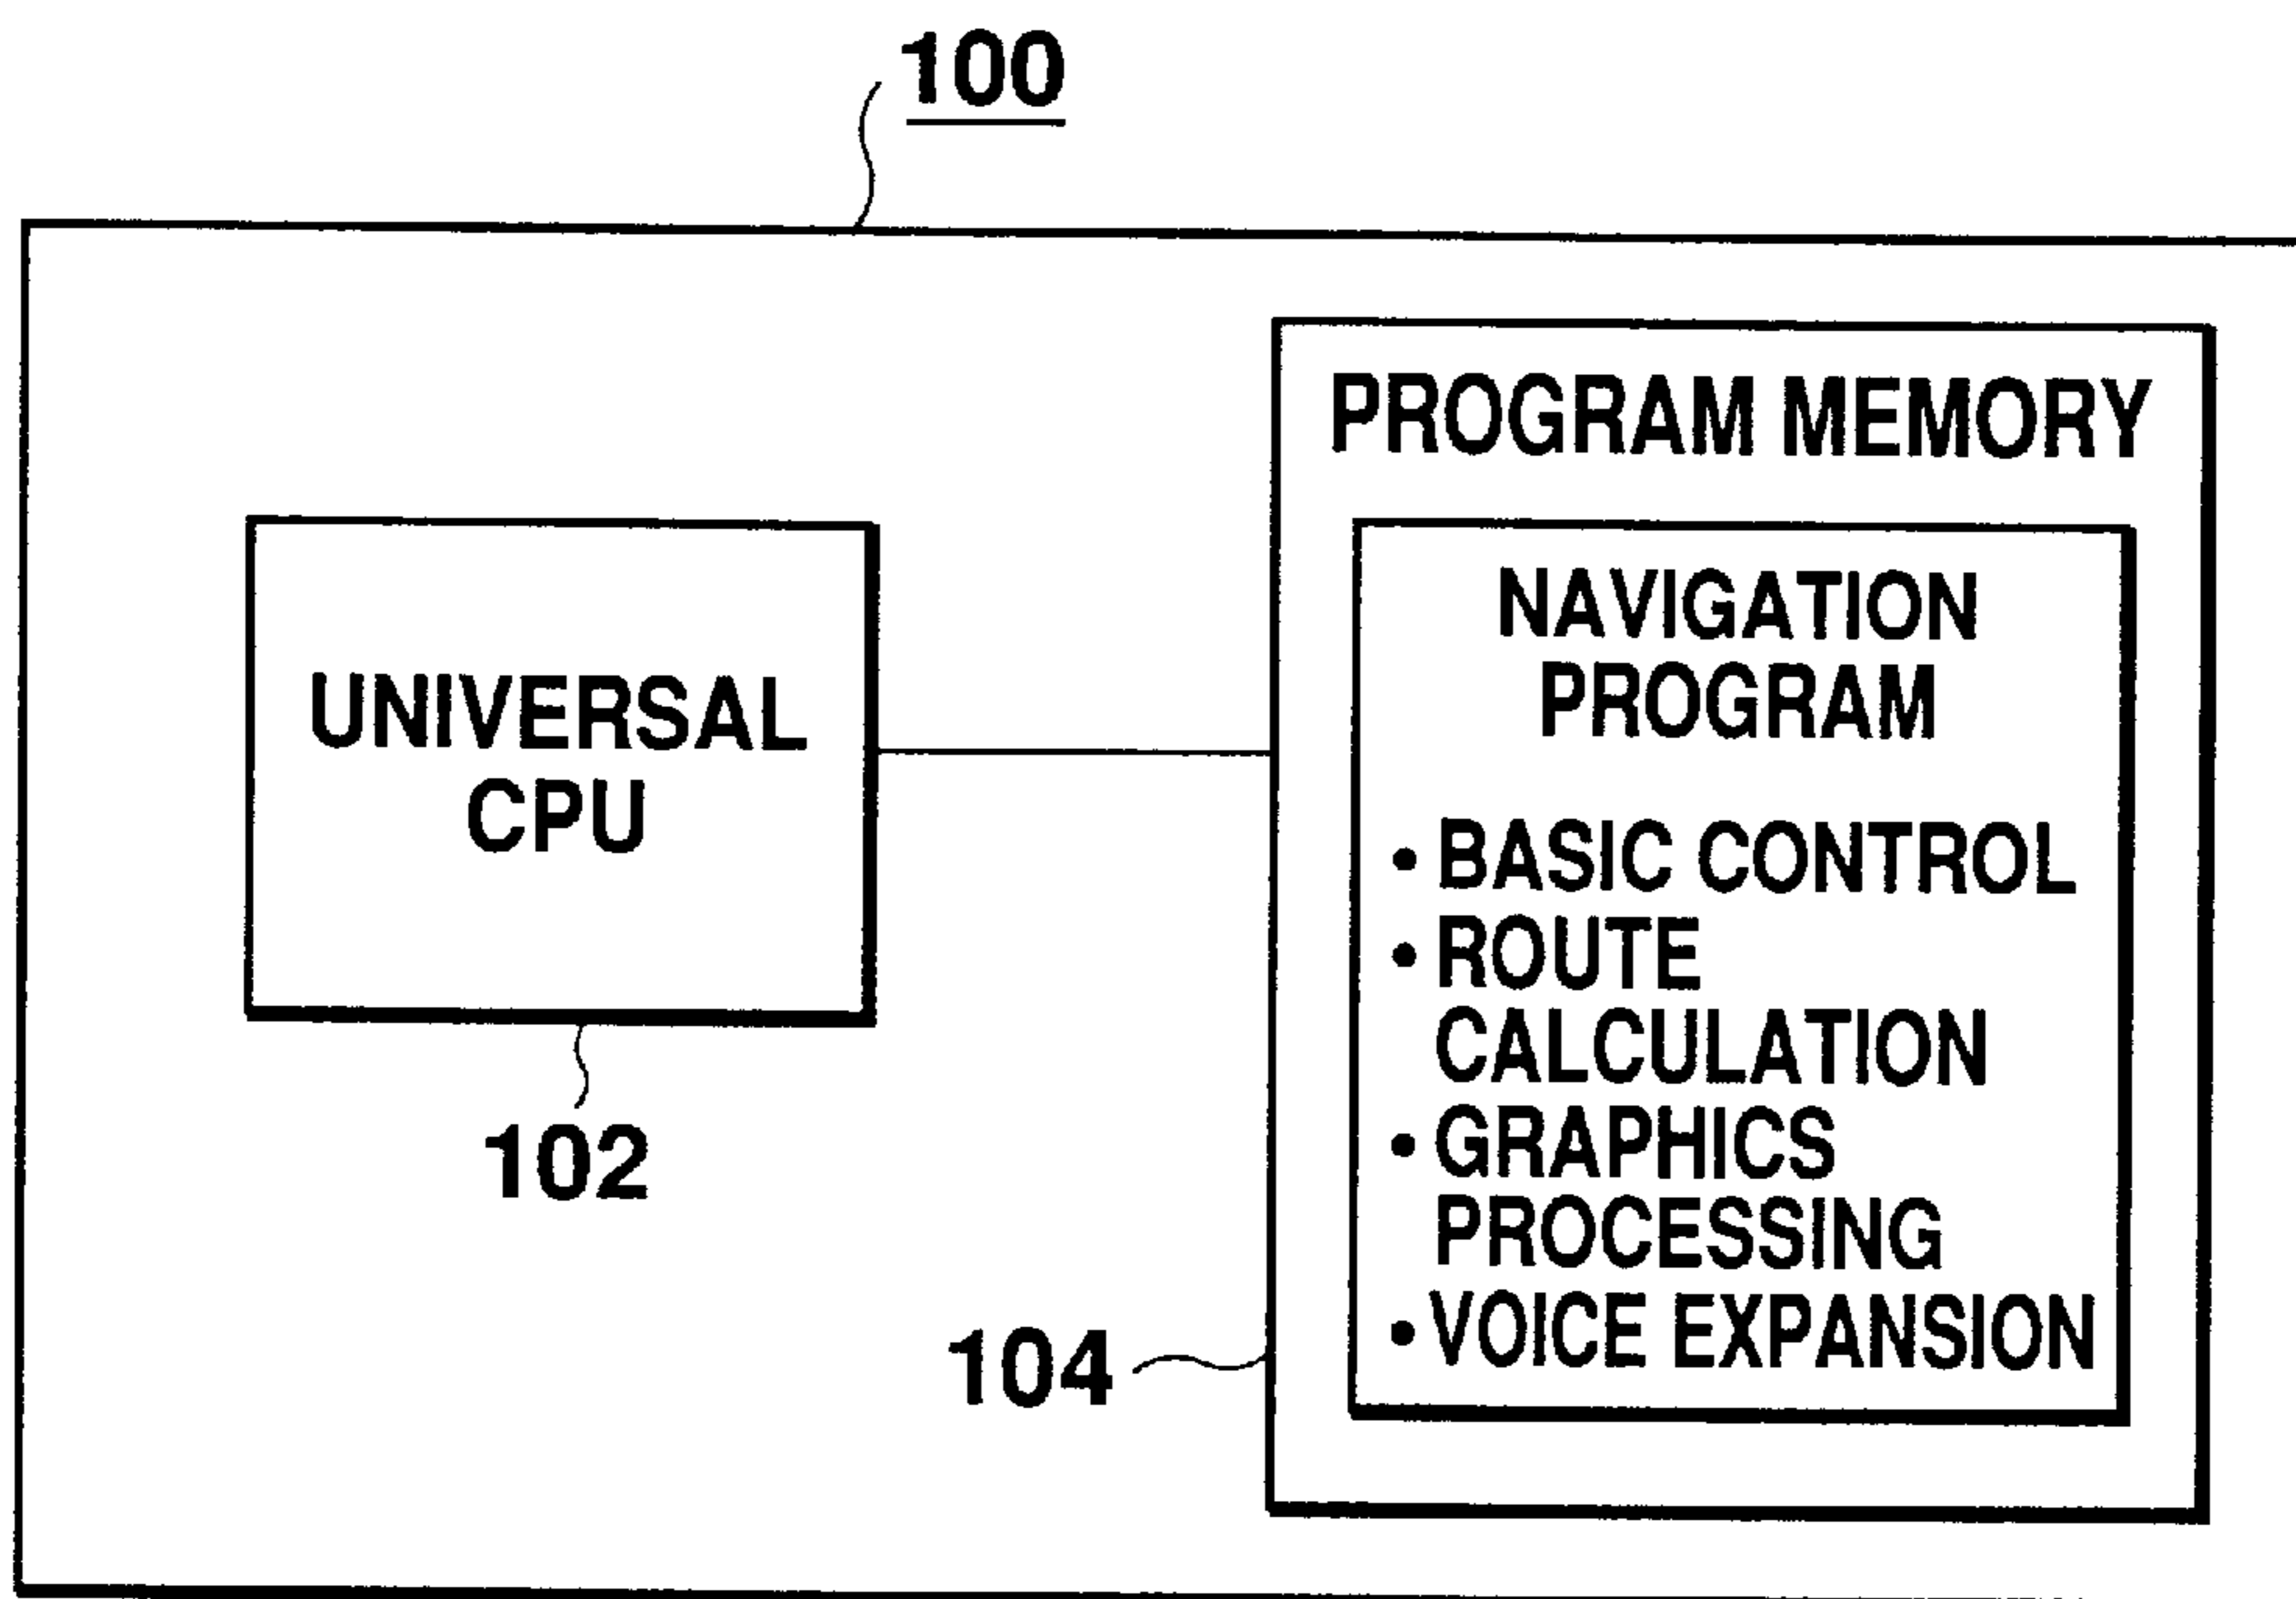 100
PROGRAM MEMORY
NAVIGATION
PROGRAM
UNIVERSAL
CPU
• BASIC CONTROL
• ROUTE
CALCULATION
• GRAPHICS
PROCESSING
• VOICE EXPANSION
102
104